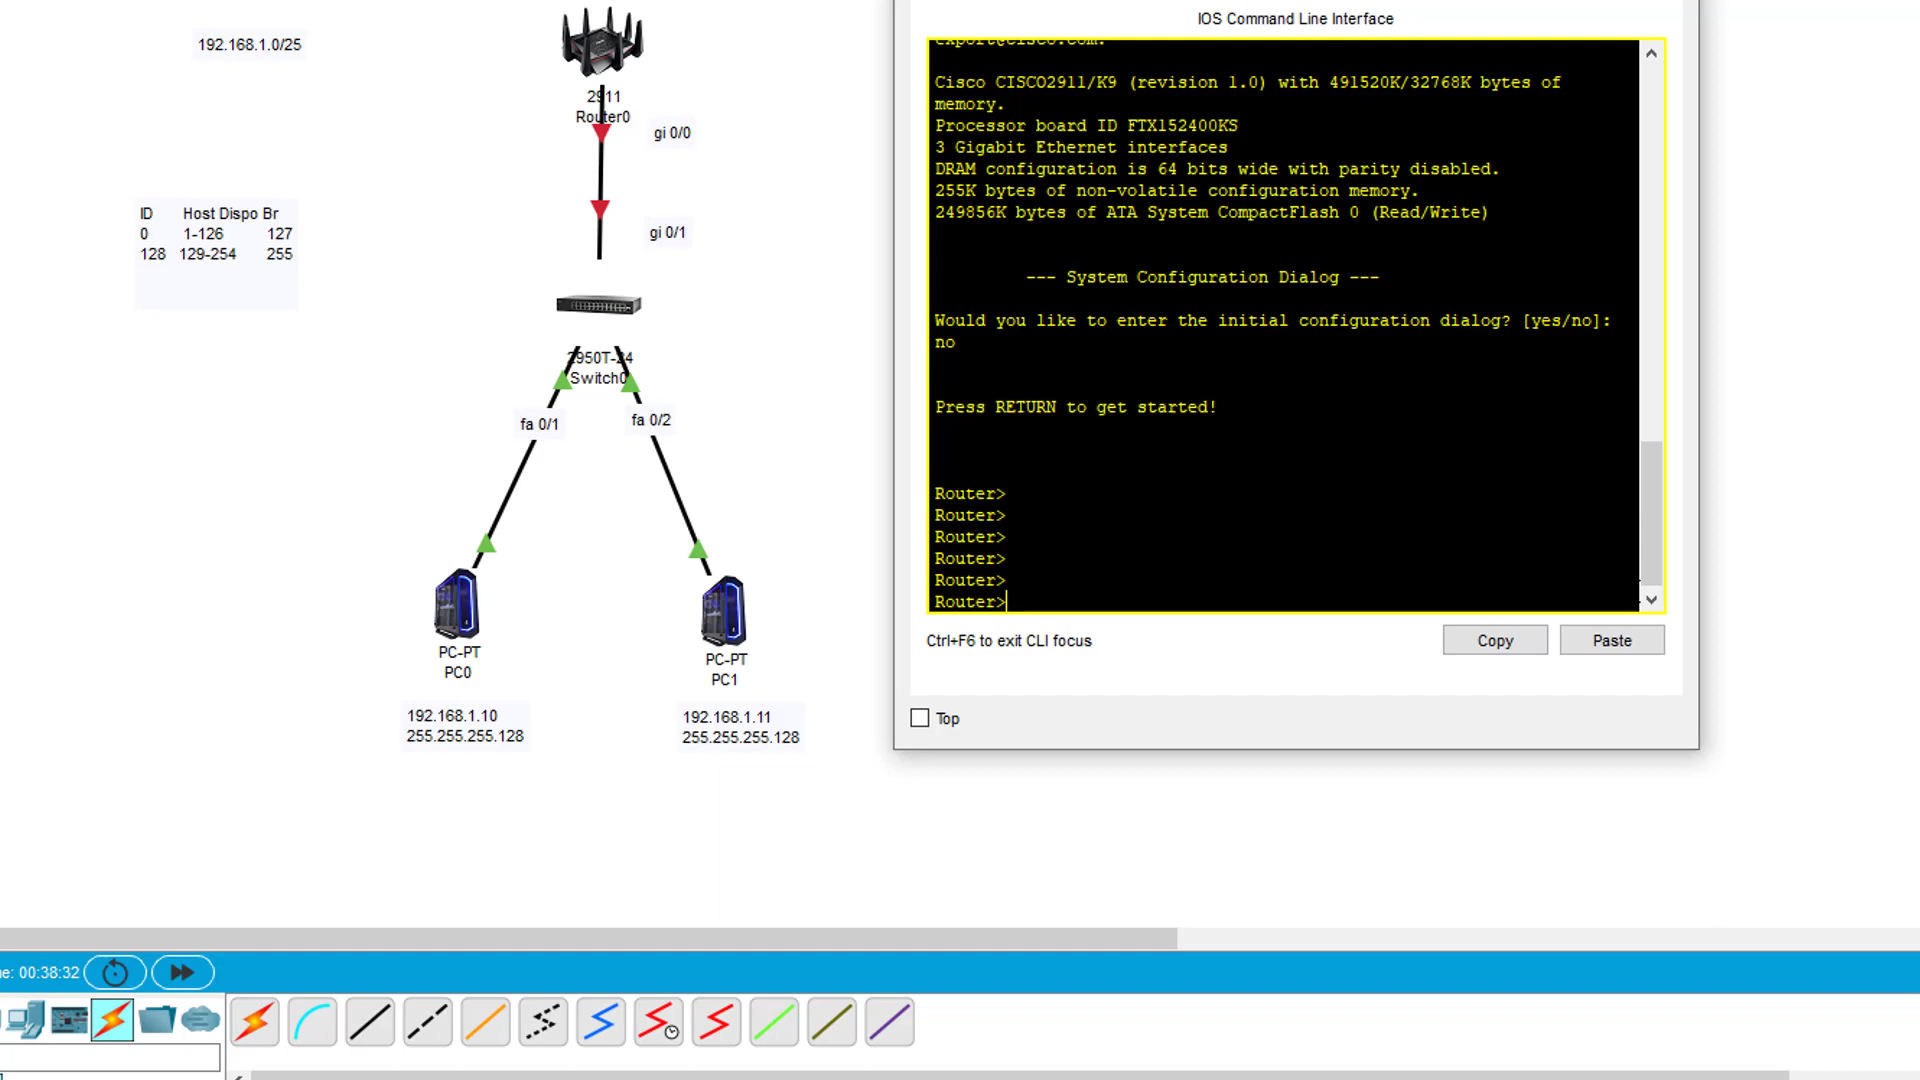 192.168.1.0/25
2911
Router0
gi 0/0
gi 0/1
ID Host Dispo Br
0 1-126 127
128 129-254 255
2950T-24
Switch0
fa 0/1
fa 0/2
PC-PT
PC0
PC-PT
PC1
192.168.1.10
255.255.255.128
192.168.1.11
255.255.255.128
IOS Command Line Interface
export@cisco.com.
Cisco CISCO2911/K9 (revision 1.0) with 491520K/32768K bytes of
memory.
Processor board ID FTX152400KS
3 Gigabit Ethernet interfaces
DRAM configuration is 64 bits wide with parity disabled.
255K bytes of non-volatile configuration memory.
249856K bytes of ATA System CompactFlash 0 (Read/Write)
--- System Configuration Dialog ---
Would you like to enter the initial configuration dialog? [yes/no]:
no
Press RETURN to get started!
Router>
Router>
Router>
Router>
Router>
Router>
Ctrl+F6 to exit CLI focus
Copy
Paste
Top
e: 00:38:32